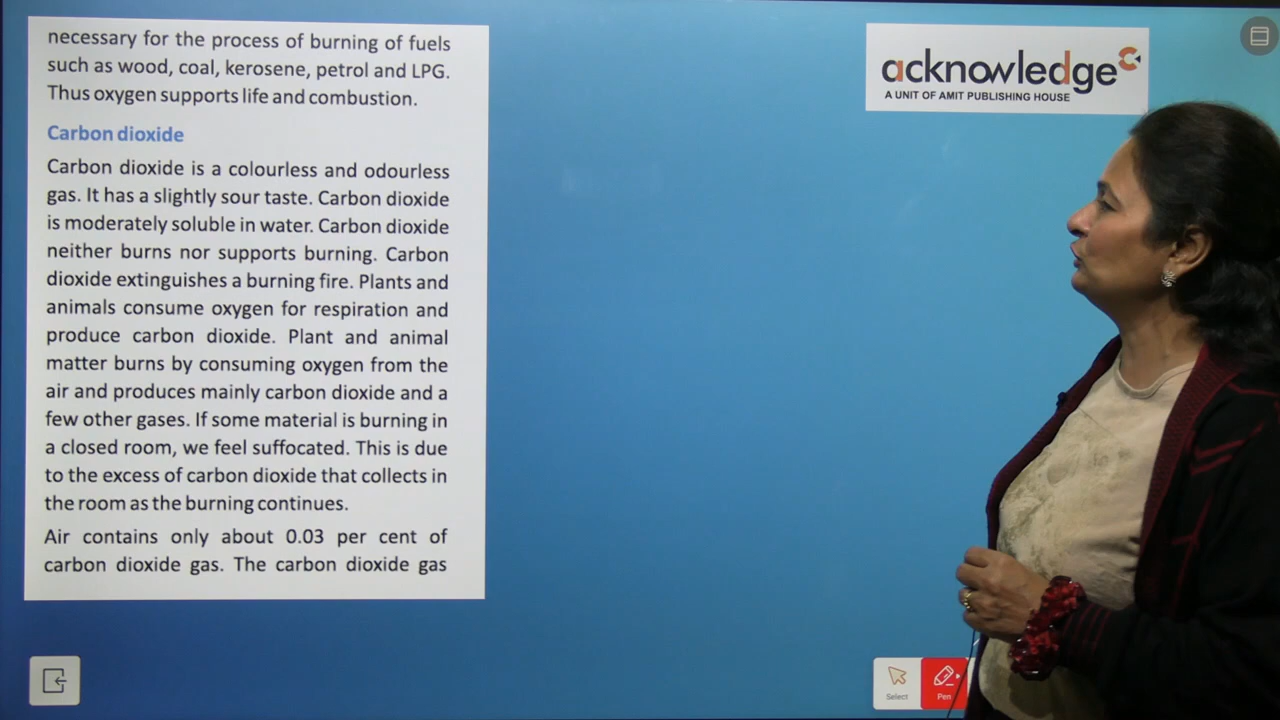 necessary for the process of burning of fuels
such as wood, coal, kerosene, petrol and LPG.
Thus oxygen supports life and combustion.
Carbon dioxide
Carbon dioxide is a colourless and odourless
gas. It has a slightly sour taste. Carbon dioxide
is moderately soluble in water. Carbon dioxide
neither burns nor supports burning. Carbon
dioxide extinguishes a burning fire. Plants and
animals consume oxygen for respiration and
produce carbon dioxide. Plant and animal
matter burns by consuming oxygen from the
air and produces mainly carbon dioxide and a
few other gases. If some material is burning in
a closed room, we feel suffocated. This is due
to the excess of carbon dioxide that collects in
the room as the burning continues.
Air contains only about 0.03 per cent of
carbon dioxide gas. The carbon dioxide gas
acknowledge
A UNIT OF AMIT PUBLISHING HOUSE
Select
Pen